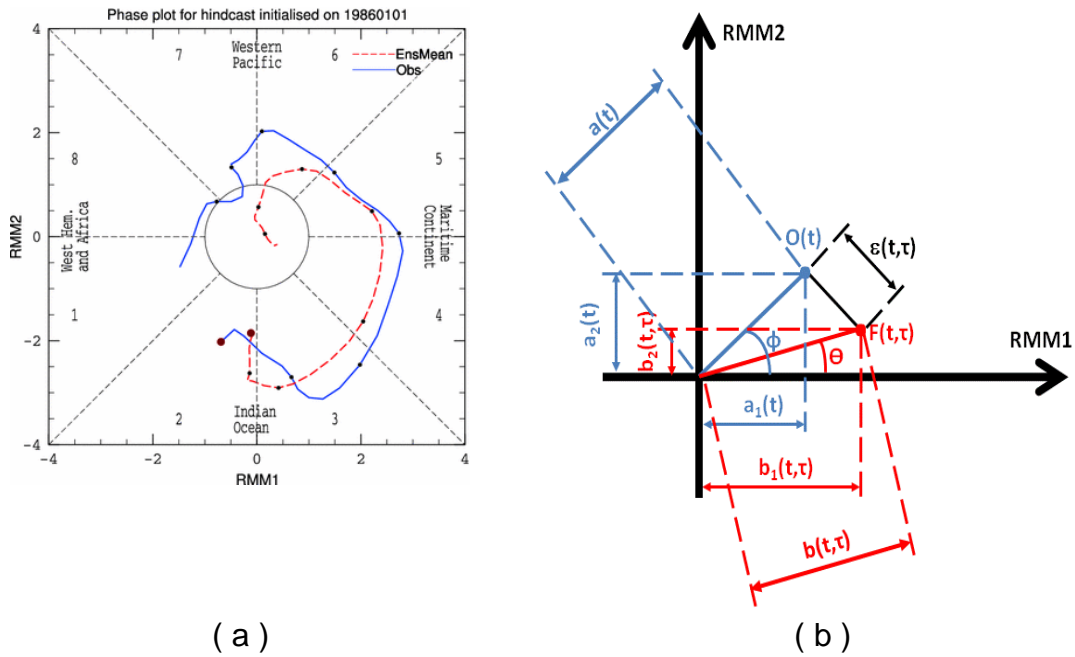 Phase plot for hindcast initialised on 19860101
Western
Pacific
EnsMean
Obs
7
6
8
5
1
4
2
3
West Hem.
and Africa
Maritime
Continent
Indian
Ocean
4
2
0
−2
−4
−4
−2
0
2
4
RMM2
RMM1
( a )
RMM2
RMM1
a(t)
O(t)
ε(t,τ)
F(t,τ)
a₂(t)
b₂(t,τ)
ϕ
θ
a₁(t)
b₁(t,τ)
b(t,τ)
( b )